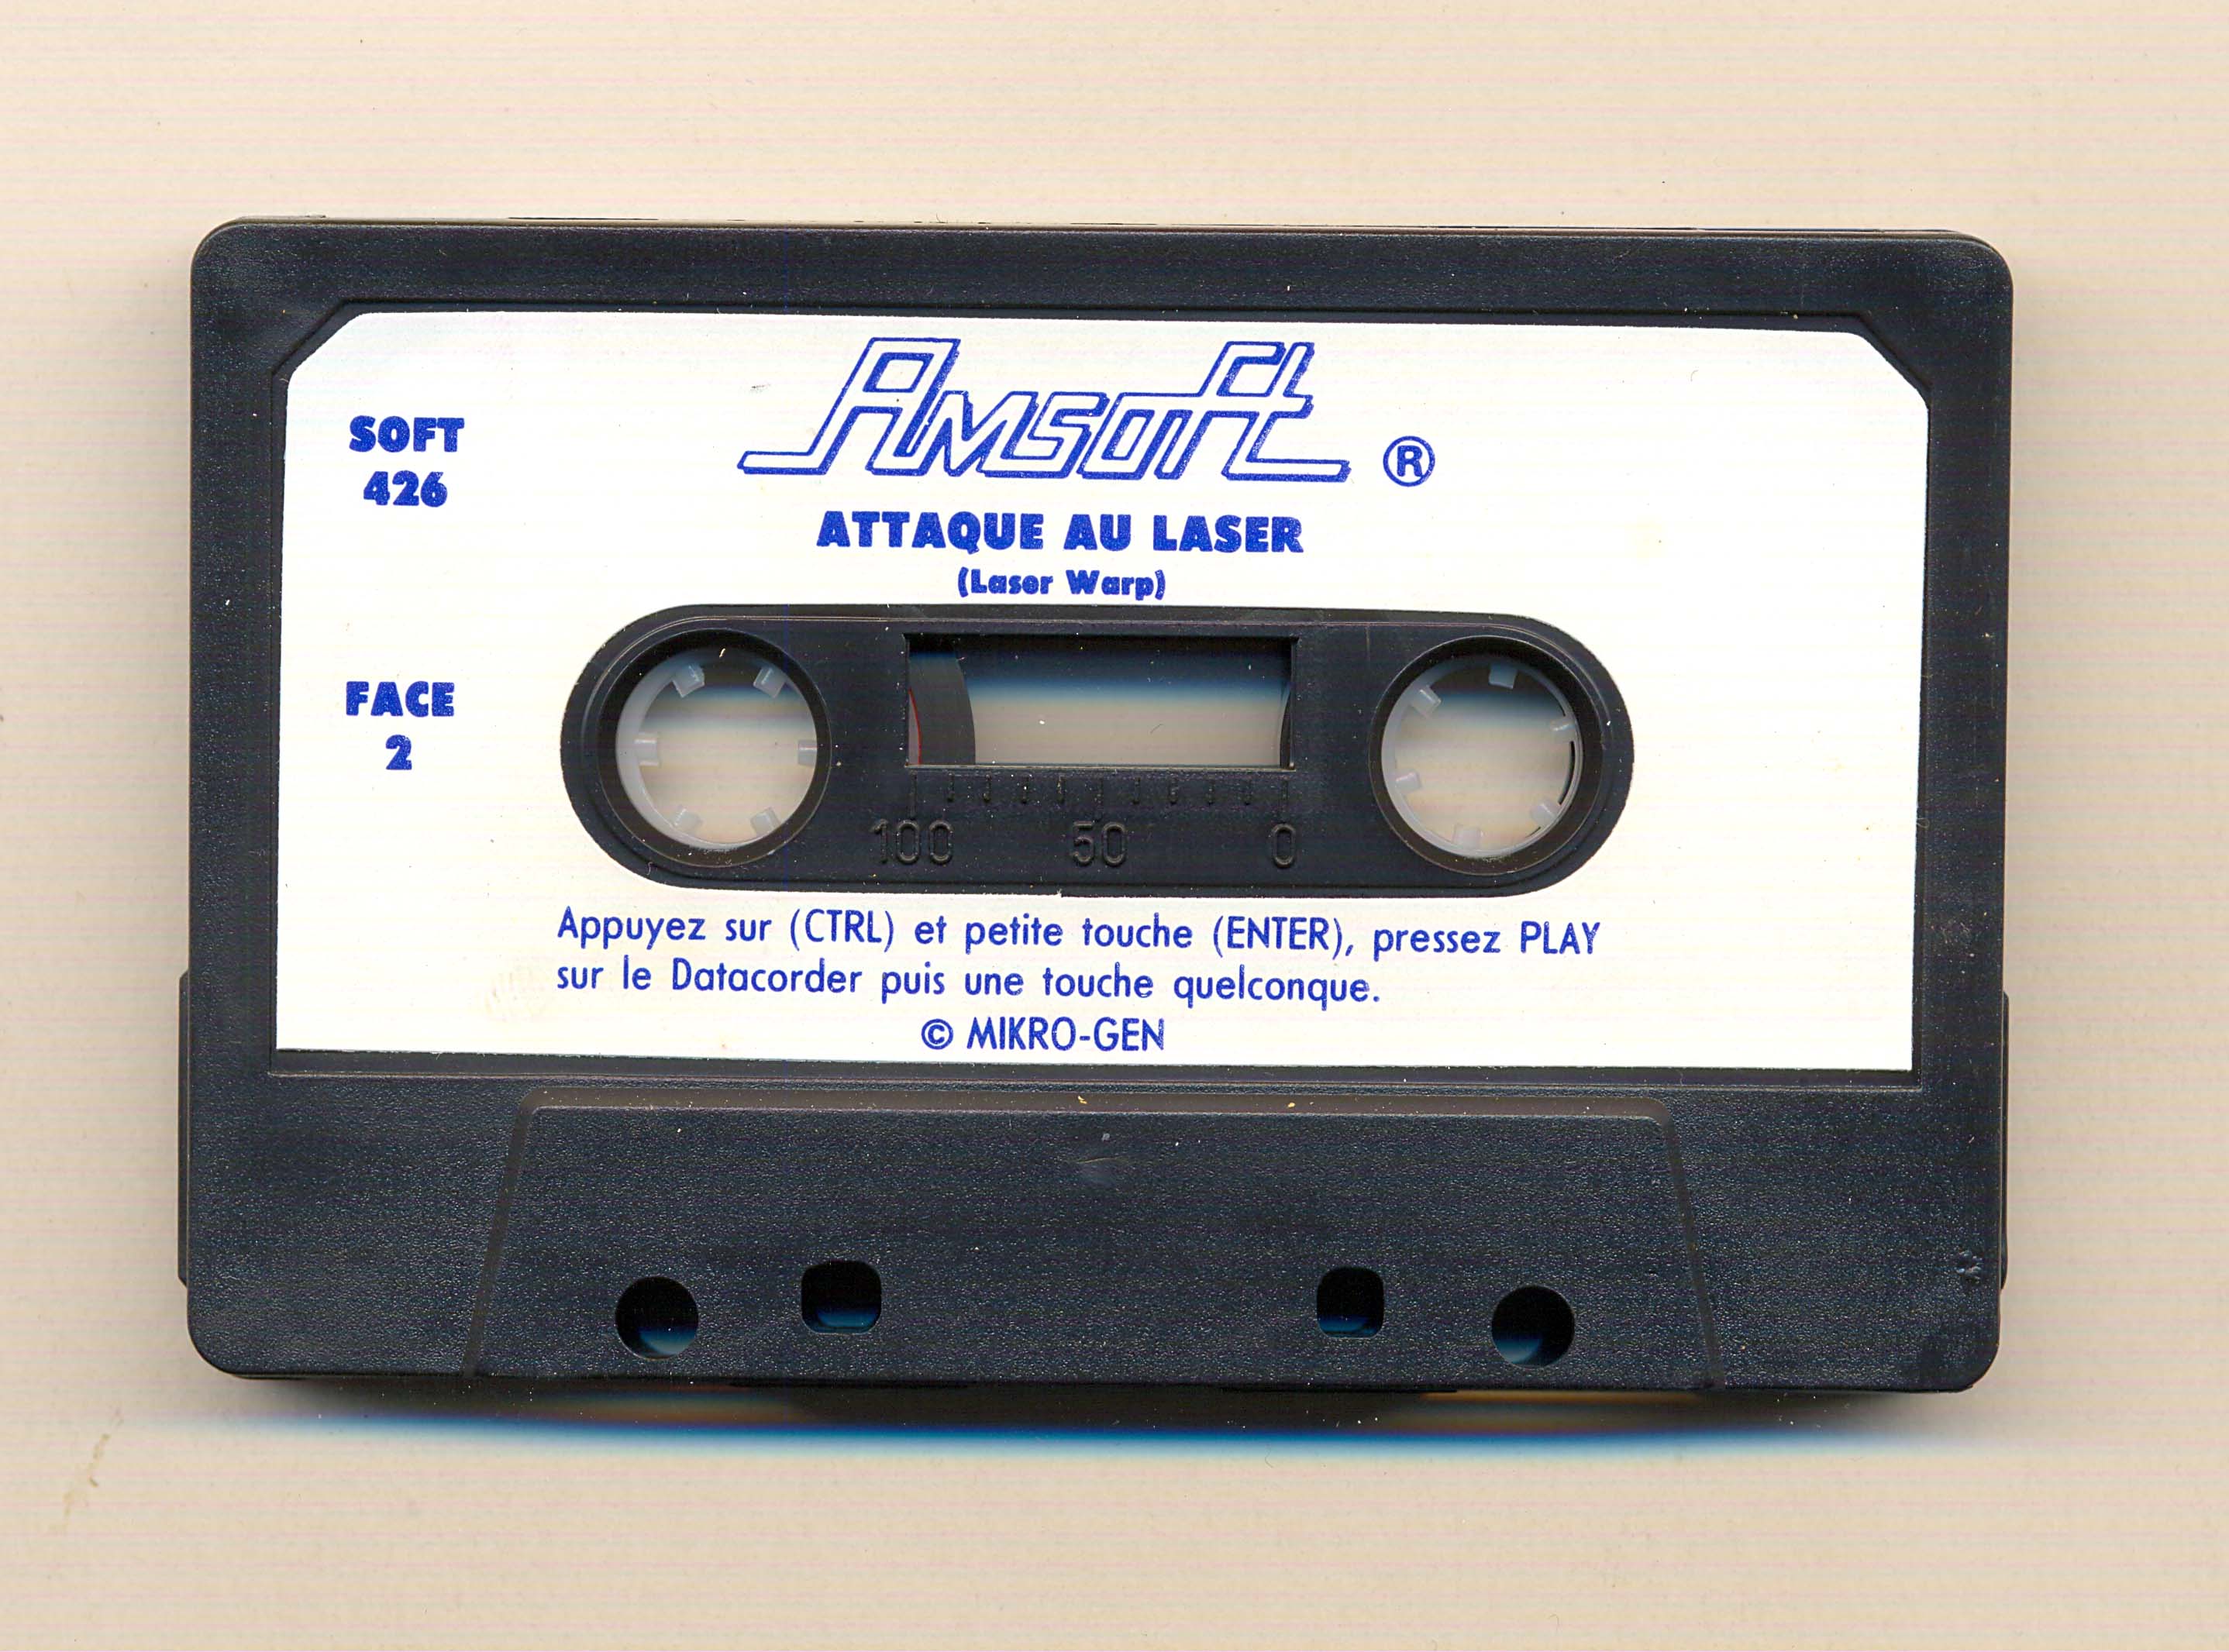 SOFT
426
Amsoft ®
ATTAQUE AU LASER
(Laser Warp)
FACE
2
100 50 0
Appuyez sur (CTRL) et petite touche (ENTER), pressez PLAY
sur le Datacorder puis une touche quelconque.
© MIKRO-GEN